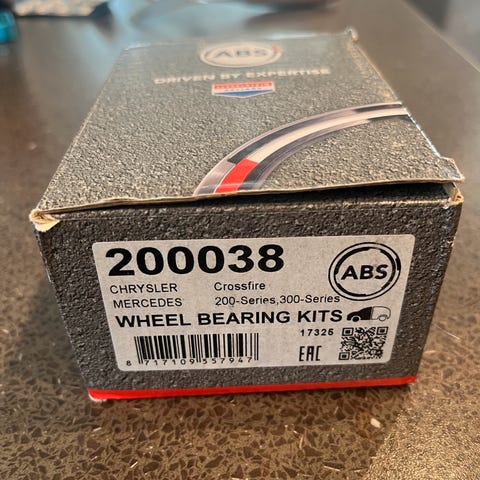 ABS
DRIVEN BY EXPERTISE
200038
CHRYSLER Crossfire
MERCEDES 200-Series,300-Series
ABS
WHEEL BEARING KITS
17325
EAC
8 717109 557947